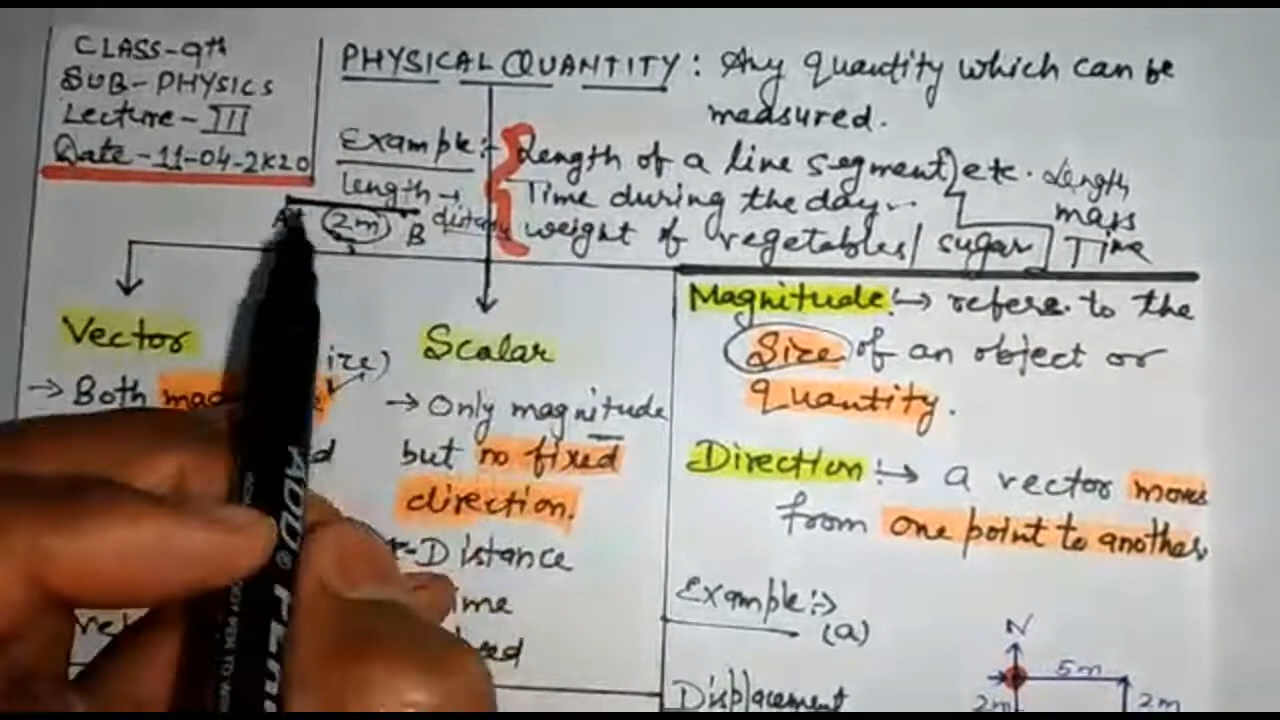 CLASS-9th
SUB-PHYSICS
Lecture-III
Date-11-04-2K20
PHYSICAL QUANTITY: Any quantity which can be
measured.
Example:-
Length of a line segment, etc.
Time during the day..
weight of vegetables/ sugar
Length
mass
Time
Length →
2m
B
Vector
→ Both
Scalar
→ Only magnitude
but no fixed
direction.
Distance
Magnitude:→ refers to the
Size of an object or
Quantity.
Direction:→ a vector moves
from one point to another
Example:→
(a)
Displacement
N
5m
2m
2m
ADD